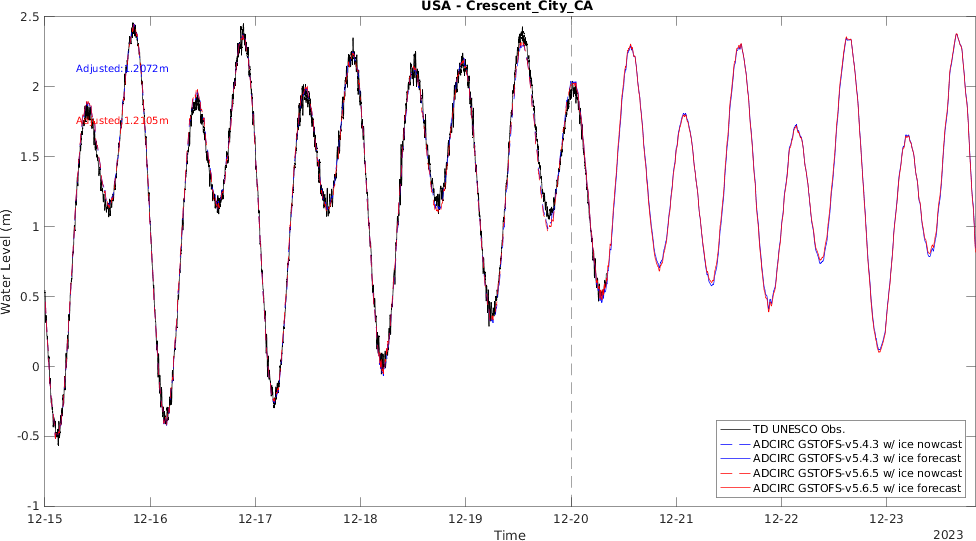 USA - Crescent_City_CA
2.5
2
1.5
1
0.5
0
-0.5
-1
Water Level (m)
Adjusted:1.2072m
Adjusted:1.2105m
TD UNESCO Obs.
ADCIRC GSTOFS-v5.4.3 w/ ice nowcast
ADCIRC GSTOFS-v5.4.3 w/ ice forecast
ADCIRC GSTOFS-v5.6.5 w/ ice nowcast
ADCIRC GSTOFS-v5.6.5 w/ ice forecast
12-15 12-16 12-17 12-18 12-19 12-20 12-21 12-22 12-23
Time
2023